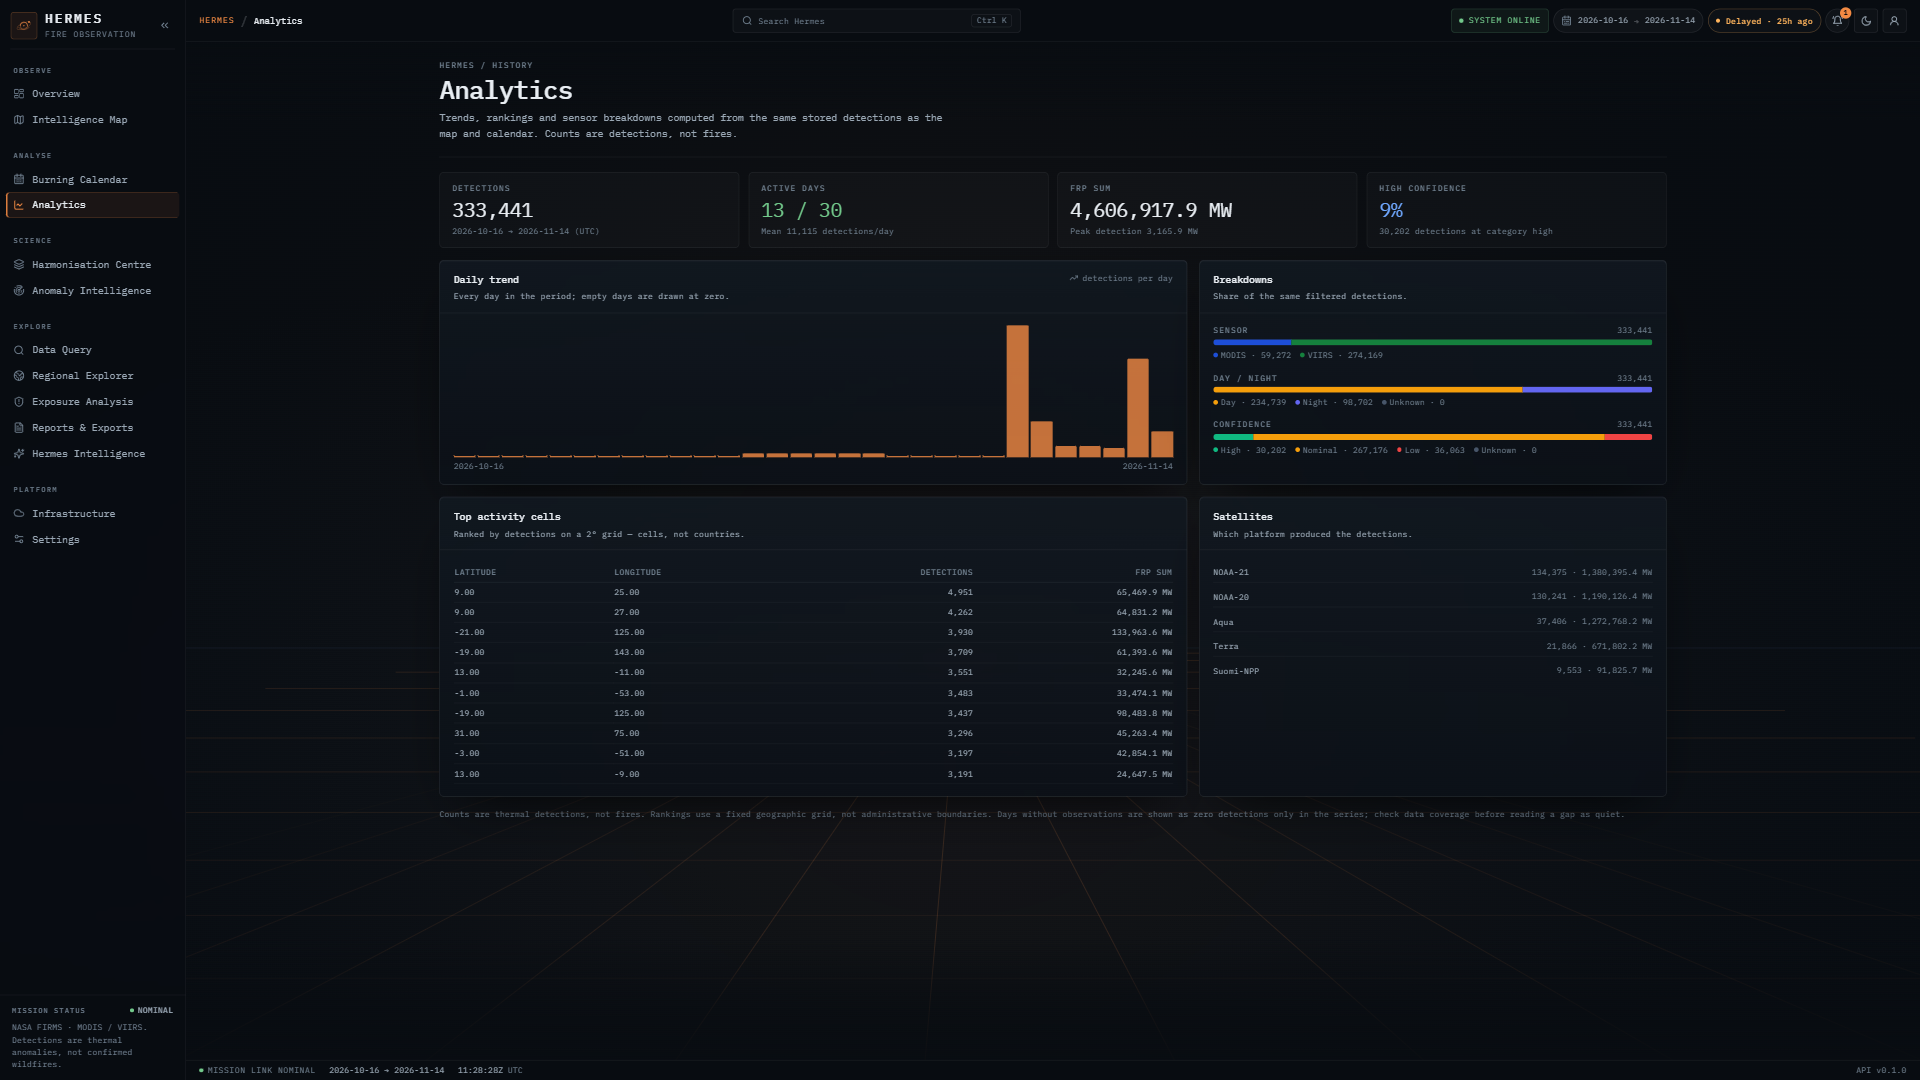 HERMES
FIRE OBSERVATION
OBSERVE
Overview
Intelligence Map
ANALYSE
Burning Calendar
Analytics
SCIENCE
Harmonisation Centre
Anomaly Intelligence
EXPLORE
Data Query
Regional Explorer
Exposure Analysis
Reports & Exports
Hermes Intelligence
PLATFORM
Infrastructure
Settings
MISSION STATUS NOMINAL
NASA FIRMS · MODIS / VIIRS.
Detections are thermal
anomalies, not confirmed
wildfires.
HERMES / Analytics
Search Hermes Ctrl K
SYSTEM ONLINE
2026-10-16 → 2026-11-14
Delayed · 25h ago
1
HERMES / HISTORY
Analytics
Trends, rankings and sensor breakdowns computed from the same stored detections as the
map and calendar. Counts are detections, not fires.
DETECTIONS
333,441
2026-10-16 → 2026-11-14 (UTC)
ACTIVE DAYS
13 / 30
Mean 11,115 detections/day
FRP SUM
4,606,917.9 MW
Peak detection 3,165.9 MW
HIGH CONFIDENCE
9%
30,202 detections at category high
Daily trend
detections per day
Every day in the period; empty days are drawn at zero.
2026-10-16 2026-11-14
Breakdowns
Share of the same filtered detections.
SENSOR 333,441
MODIS · 59,272 VIIRS · 274,169
DAY / NIGHT 333,441
Day · 234,739 Night · 98,702 Unknown · 0
CONFIDENCE 333,441
High · 30,202 Nominal · 267,176 Low · 36,063 Unknown · 0
Top activity cells
Ranked by detections on a 2° grid — cells, not countries.
LATITUDE LONGITUDE DETECTIONS FRP SUM
9.00 25.00 4,951 65,469.9 MW
9.00 27.00 4,262 64,831.2 MW
-21.00 125.00 3,930 133,963.6 MW
-19.00 143.00 3,709 61,393.6 MW
13.00 -11.00 3,551 32,245.6 MW
-1.00 -53.00 3,483 33,474.1 MW
-19.00 125.00 3,437 98,483.8 MW
31.00 75.00 3,296 45,263.4 MW
-3.00 -51.00 3,197 42,854.1 MW
13.00 -9.00 3,191 24,647.5 MW
Satellites
Which platform produced the detections.
NOAA-21 134,375 · 1,380,395.4 MW
NOAA-20 130,241 · 1,190,126.4 MW
Aqua 37,406 · 1,272,768.2 MW
Terra 21,866 · 671,802.2 MW
Suomi-NPP 9,553 · 91,825.7 MW
Counts are thermal detections, not fires. Rankings use a fixed geographic grid, not administrative boundaries. Days without observations are shown as zero detections only in the series; check data coverage before reading a gap as quiet.
MISSION LINK NOMINAL 2026-10-16 → 2026-11-14 11:28:28Z UTC
API v0.1.0